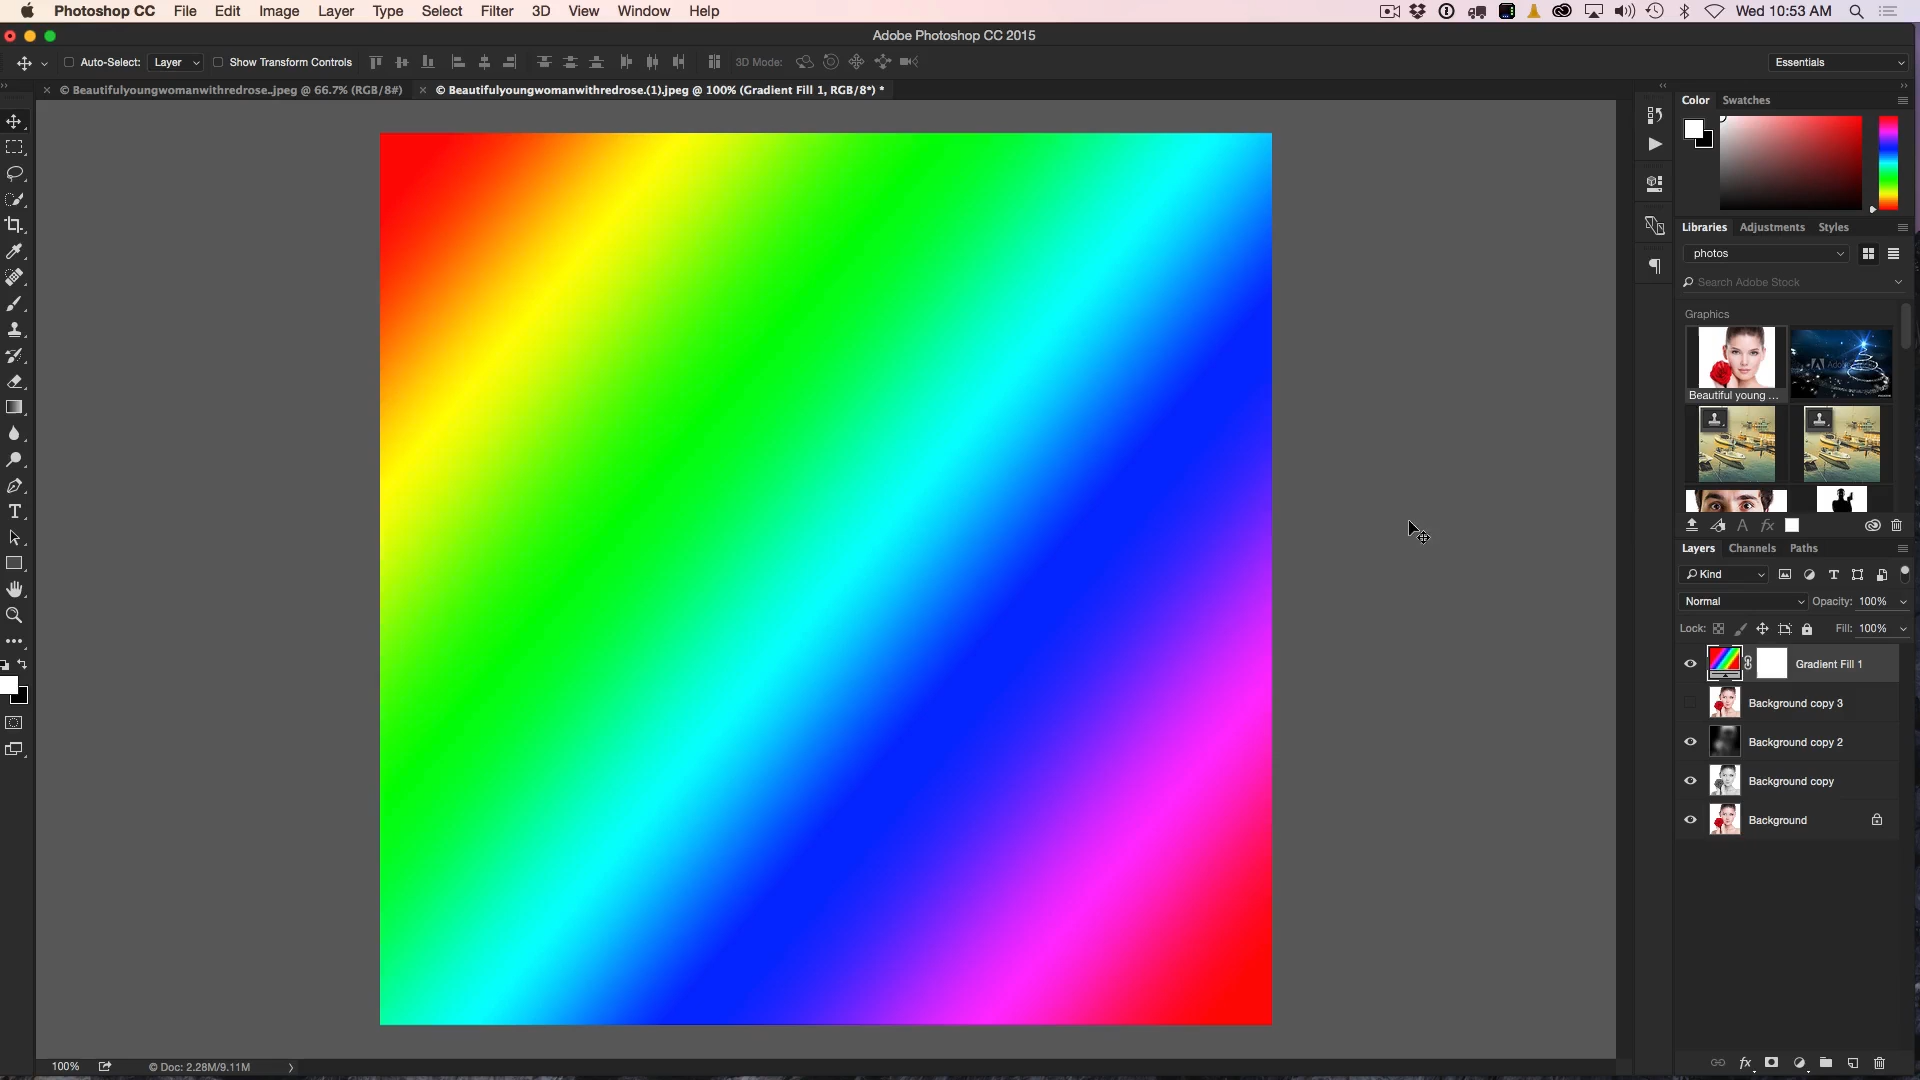 Photoshop CC File Edit Image Layer Type Select Filter 3D View Window Help Wed 10:53 AM
Adobe Photoshop CC 2015
Auto-Select: Layer Show Transform Controls 3D Mode: Essentials
© Beautifulyoungwomanwithredrose..jpeg @ 66.7% (RGB/8#) © Beautifulyoungwomanwithredrose.(1).jpeg @ 100% (Gradient Fill 1, RGB/8*) *
Color Swatches
Libraries Adjustments Styles
photos
Search Adobe Stock
Graphics
Beautiful young ...
Layers Channels Paths
Kind
Normal Opacity: 100%
Lock: Fill: 100%
Gradient Fill 1
Background copy 3
Background copy 2
Background copy
Background
100% © Doc: 2.28M/9.11M